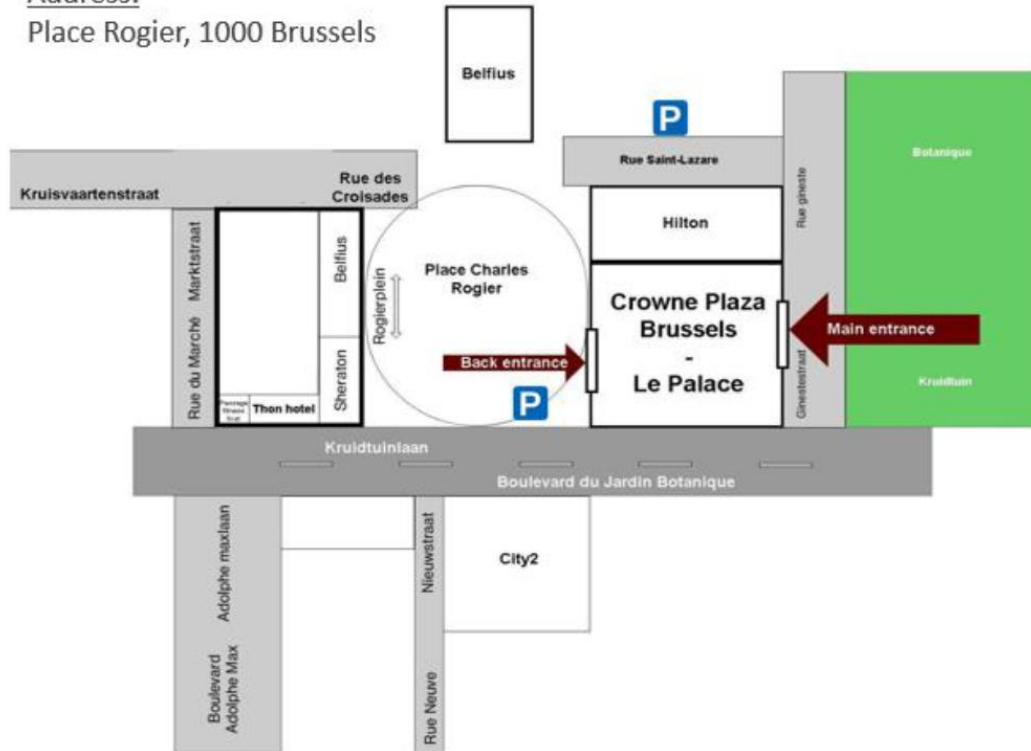 Address:
Place Rogier, 1000 Brussels
Belfius
P
Rue Saint-Lazare
Botanique
Kruisvaartenstraat
Rue des
Croisades
Rue gineste
Hilton
Marktstraat
Belfius
Rogierplein
Place Charles
Rogier
Crowne Plaza
Brussels
-
Le Palace
Main entrance
Back entrance
Rue du Marché
Sheraton
Ginestestraat
Kruidtuin
Thon hotel
P
Kruidtuinlaan
Boulevard du Jardin Botanique
Adolphe maxlaan
Nieuwstraat
City2
Boulevard
Adolphe Max
Rue Neuve